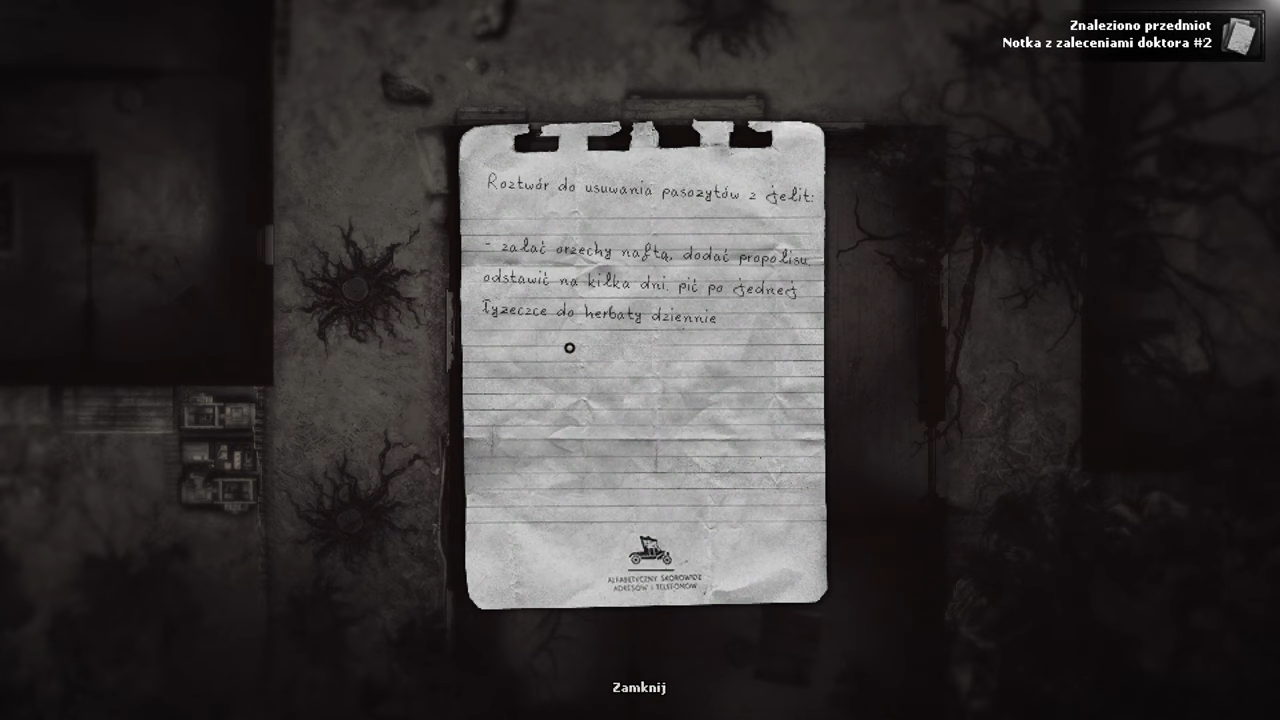 Znaleziono przedmiot
Notka z zaleceniami doktora #2
Roztwór do usuwania pasożytów z jelit:
- zalać orzechy naftą, dodać propolisu,
odstawić na kilka dni. pić po jednej
łyżeczce do herbaty dziennie
ALFABETYCZNY SKOROWIDZ
ADRESÓW I TELEFONÓW
Zamknij